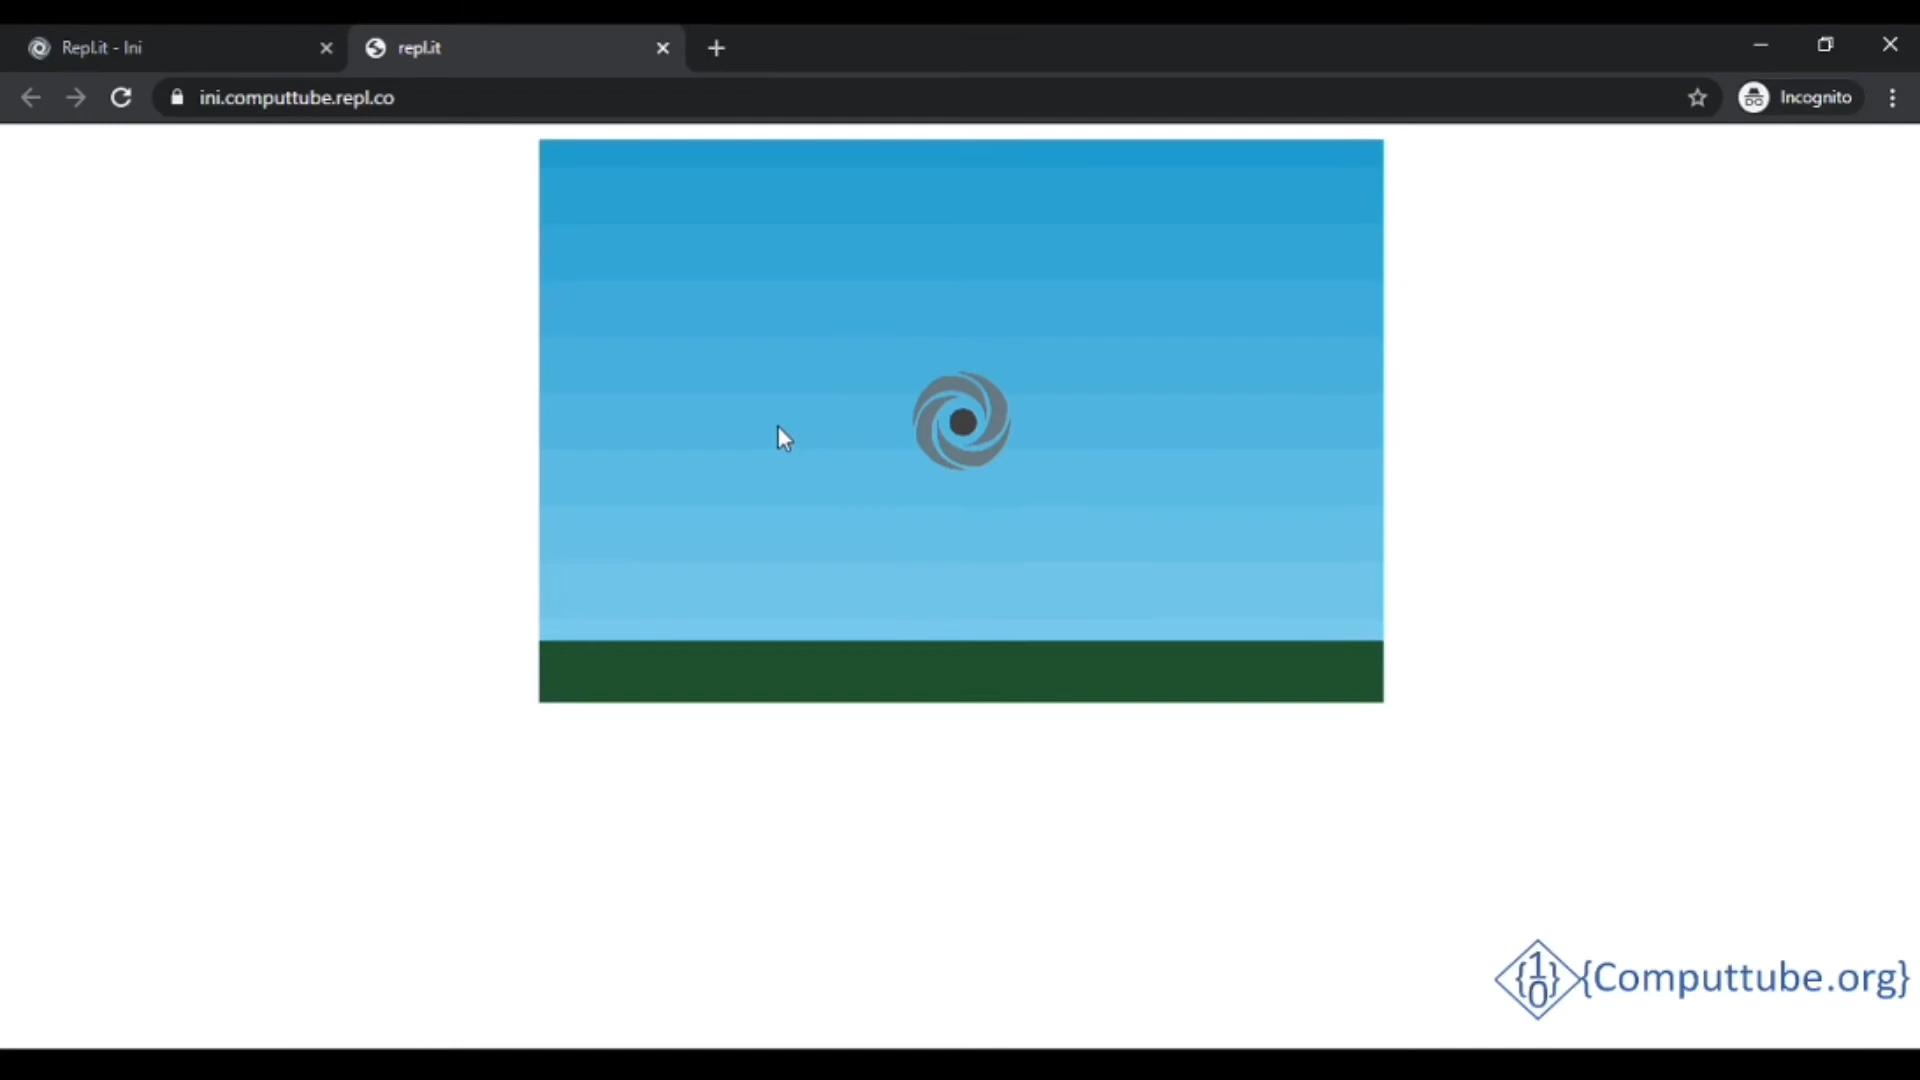 Repl.it - Ini
repl.it
ini.computtube.repl.co
Incognito
{1
0} {Computtube.org}